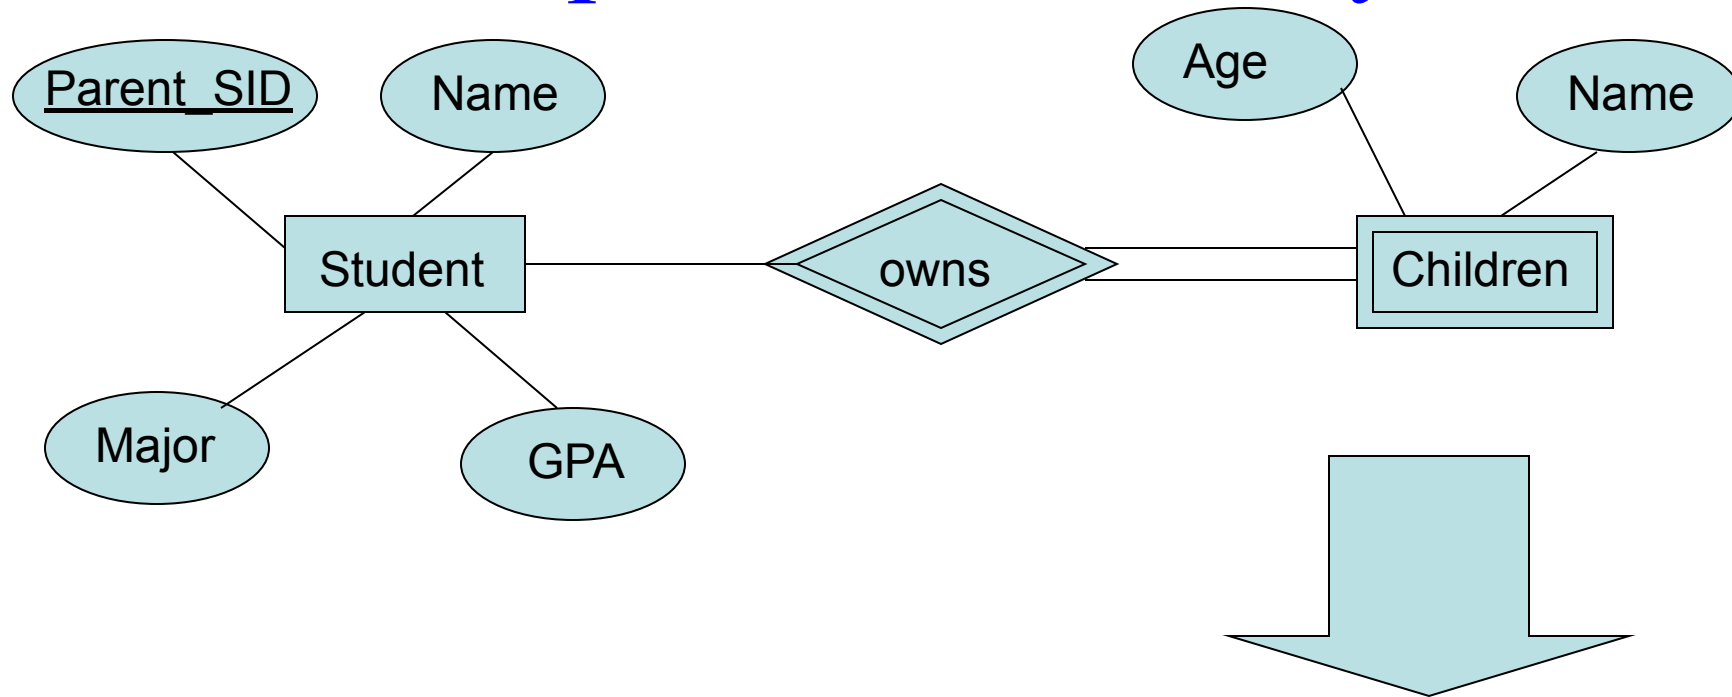 Parent_SID
Name
Age
Name
Student
owns
Children
Major
GPA